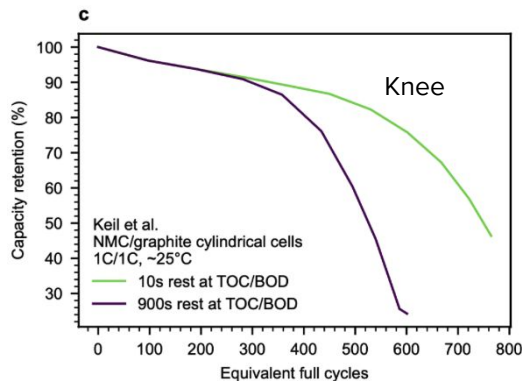 c
100
90
80
70
60
50
40
30
Capacity retention (%)
Knee
Keil et al.
NMC/graphite cylindrical cells
1C/1C, ~25°C
10s rest at TOC/BOD
900s rest at TOC/BOD
0 100 200 300 400 500 600 700 800
Equivalent full cycles